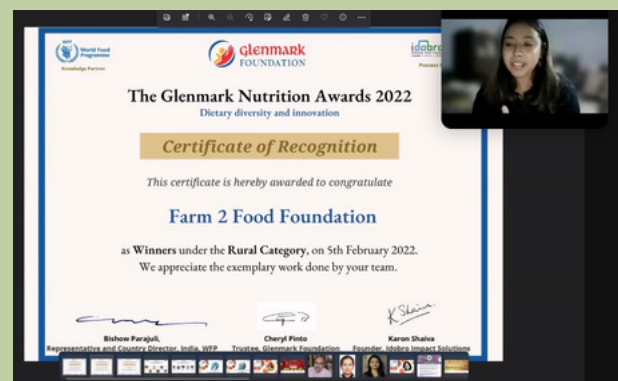 WFP
World Food
Programme
Knowledge Partner
glenmark
FOUNDATION
idobro
The Glenmark Nutrition Awards 2022
Dietary diversity and innovation
Certificate of Recognition
This certificate is hereby awarded to congratulate
Farm 2 Food Foundation
as Winners under the Rural Category, on 5th February 2022.
We appreciate the exemplary work done by your team.
K Shaiva
Bishow Parajuli,
Representative and Country Director, India, WFP
Cheryl Pinto
Trustee, Glenmark Foundation
Karon Shaiva
Founder, Idobro Impact Solutions